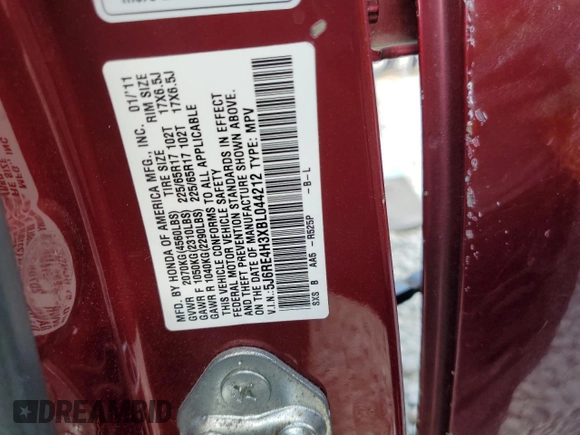 MFD. BY HONDA OF AMERICA MFG., INC. 01/'11
TIRE SIZE RIM SIZE
GVWR 2070KG(4560LBS) 225/65R17 102T 17X6.5J
GAWR F 1050KG(2310LBS) 225/65R17 102T 17X6.5J
GAWR R 1040KG(2290LBS)
THIS VEHICLE CONFORMS TO ALL APPLICABLE
FEDERAL MOTOR VEHICLE SAFETY
AND THEFT PREVENTION STANDARDS IN EFFECT
ON THE DATE OF MANUFACTURE SHOWN ABOVE.
V.I.N.:5J6RE4H3XBL044212 TYPE: MPV
SXS B AA5 - R525P - B - L
DREAMBID